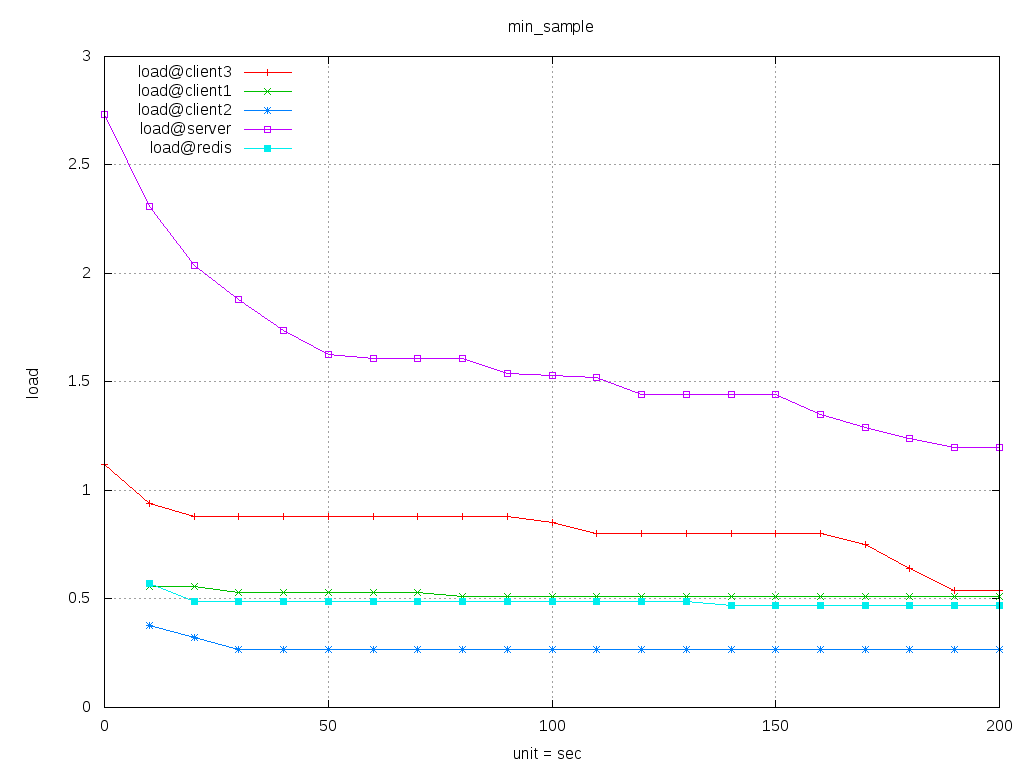 min_sample
load@client3
load@client1
load@client2
load@server
load@redis
3
2.5
2
1.5
1
0.5
0
load
0 50 100 150 200
unit = sec